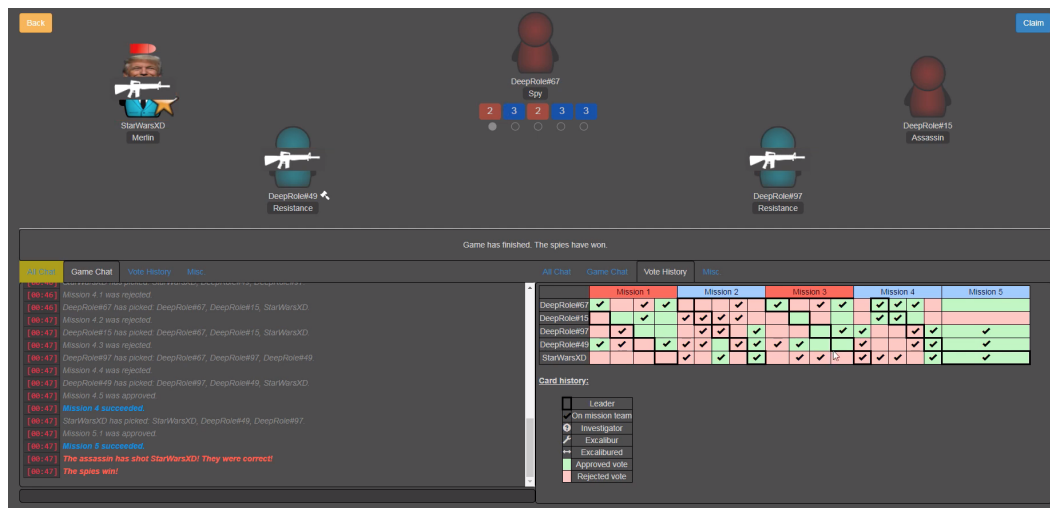 Back
Claim
DeepRole#67
Spy
2 3 2 3 3
StarWarsXD
Merlin
DeepRole#15
Assassin
DeepRole#49
Resistance
DeepRole#97
Resistance
Game has finished. The spies have won.
All Chat Game Chat Vote History Misc
[00:46] Mission 4.1 was rejected.
[00:46] DeepRole#67 has picked: DeepRole#67, DeepRole#15, StarWarsXD
[00:47] Mission 4.2 was rejected.
[00:47] DeepRole#15 has picked: DeepRole#67, DeepRole#15, StarWarsXD
[00:47] Mission 4.3 was rejected.
[00:47] DeepRole#97 has picked: DeepRole#67, DeepRole#97, DeepRole#49
[00:47] Mission 4.4 was rejected.
[00:47] DeepRole#49 has picked: DeepRole#97, DeepRole#49, StarWarsXD
[00:47] Mission 4.5 was approved.
[00:47] Mission 4 succeeded.
[00:47] StarWarsXD has picked: StarWarsXD, DeepRole#49, DeepRole#97
[00:47] Mission 5.1 was approved.
[00:47] Mission 5 succeeded.
[00:47] The assassin has shot StarWarsXD! They were correct!
[00:47] The spies win!
All Chat Game Chat Vote History Misc
Mission 1 Mission 2 Mission 3 Mission 4 Mission 5
DeepRole#67
DeepRole#15
DeepRole#97
DeepRole#49
StarWarsXD
Card history:
Leader
On mission team
Investigator
Excalibur
Excalibured
Approved vote
Rejected vote